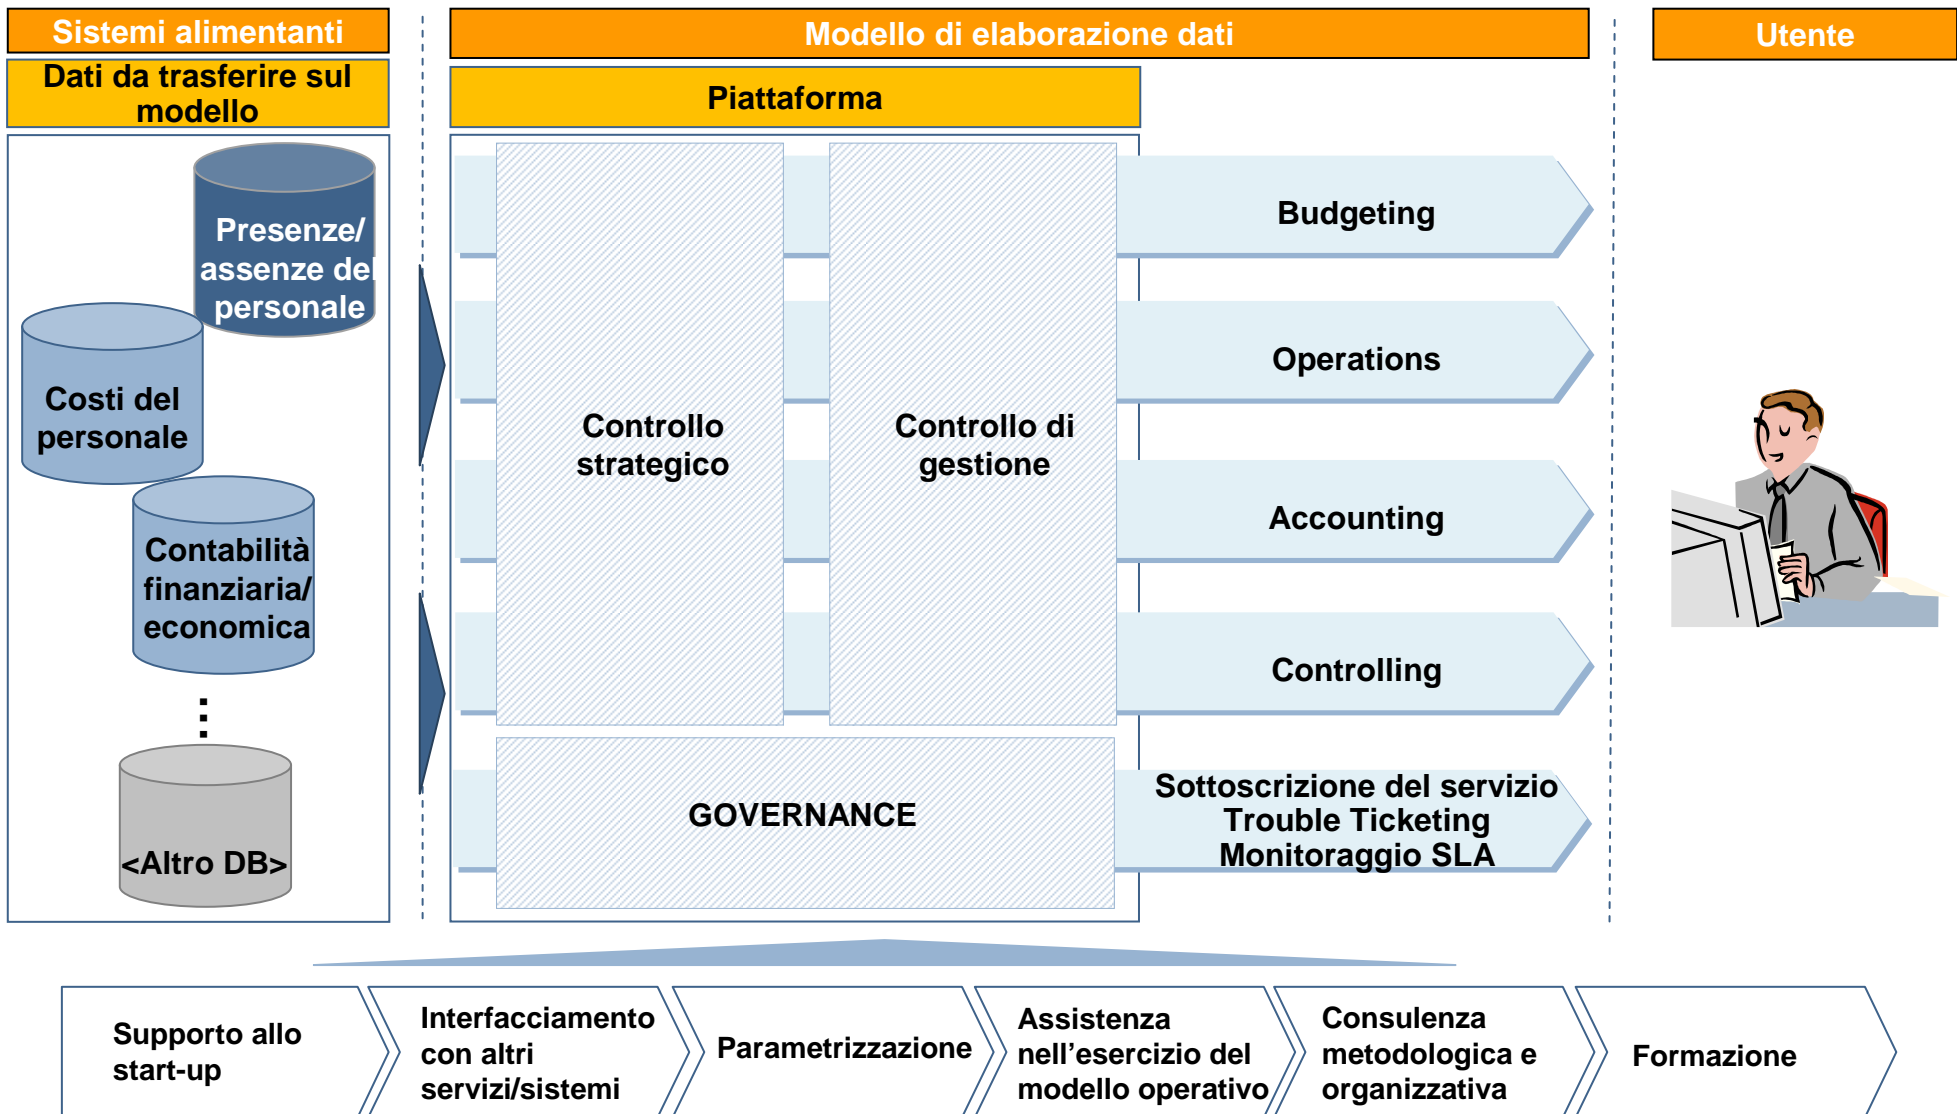 Sistemi alimentanti
Modello di elaborazione dati
Utente
Dati da trasferire sul
modello
Piattaforma
Presenze/
assenze del
personale
Costi del
personale
Contabilità
finanziaria/
economica
...
<Altro DB>
Controllo
strategico
Controllo di
gestione
GOVERNANCE
Budgeting
Operations
Accounting
Controlling
Sottoscrizione del servizio
Trouble Ticketing
Monitoraggio SLA
Supporto allo
start-up
Interfacciamento
con altri
servizi/sistemi
Parametrizzazione
Assistenza
nell’esercizio del
modello operativo
Consulenza
metodologica e
organizzativa
Formazione